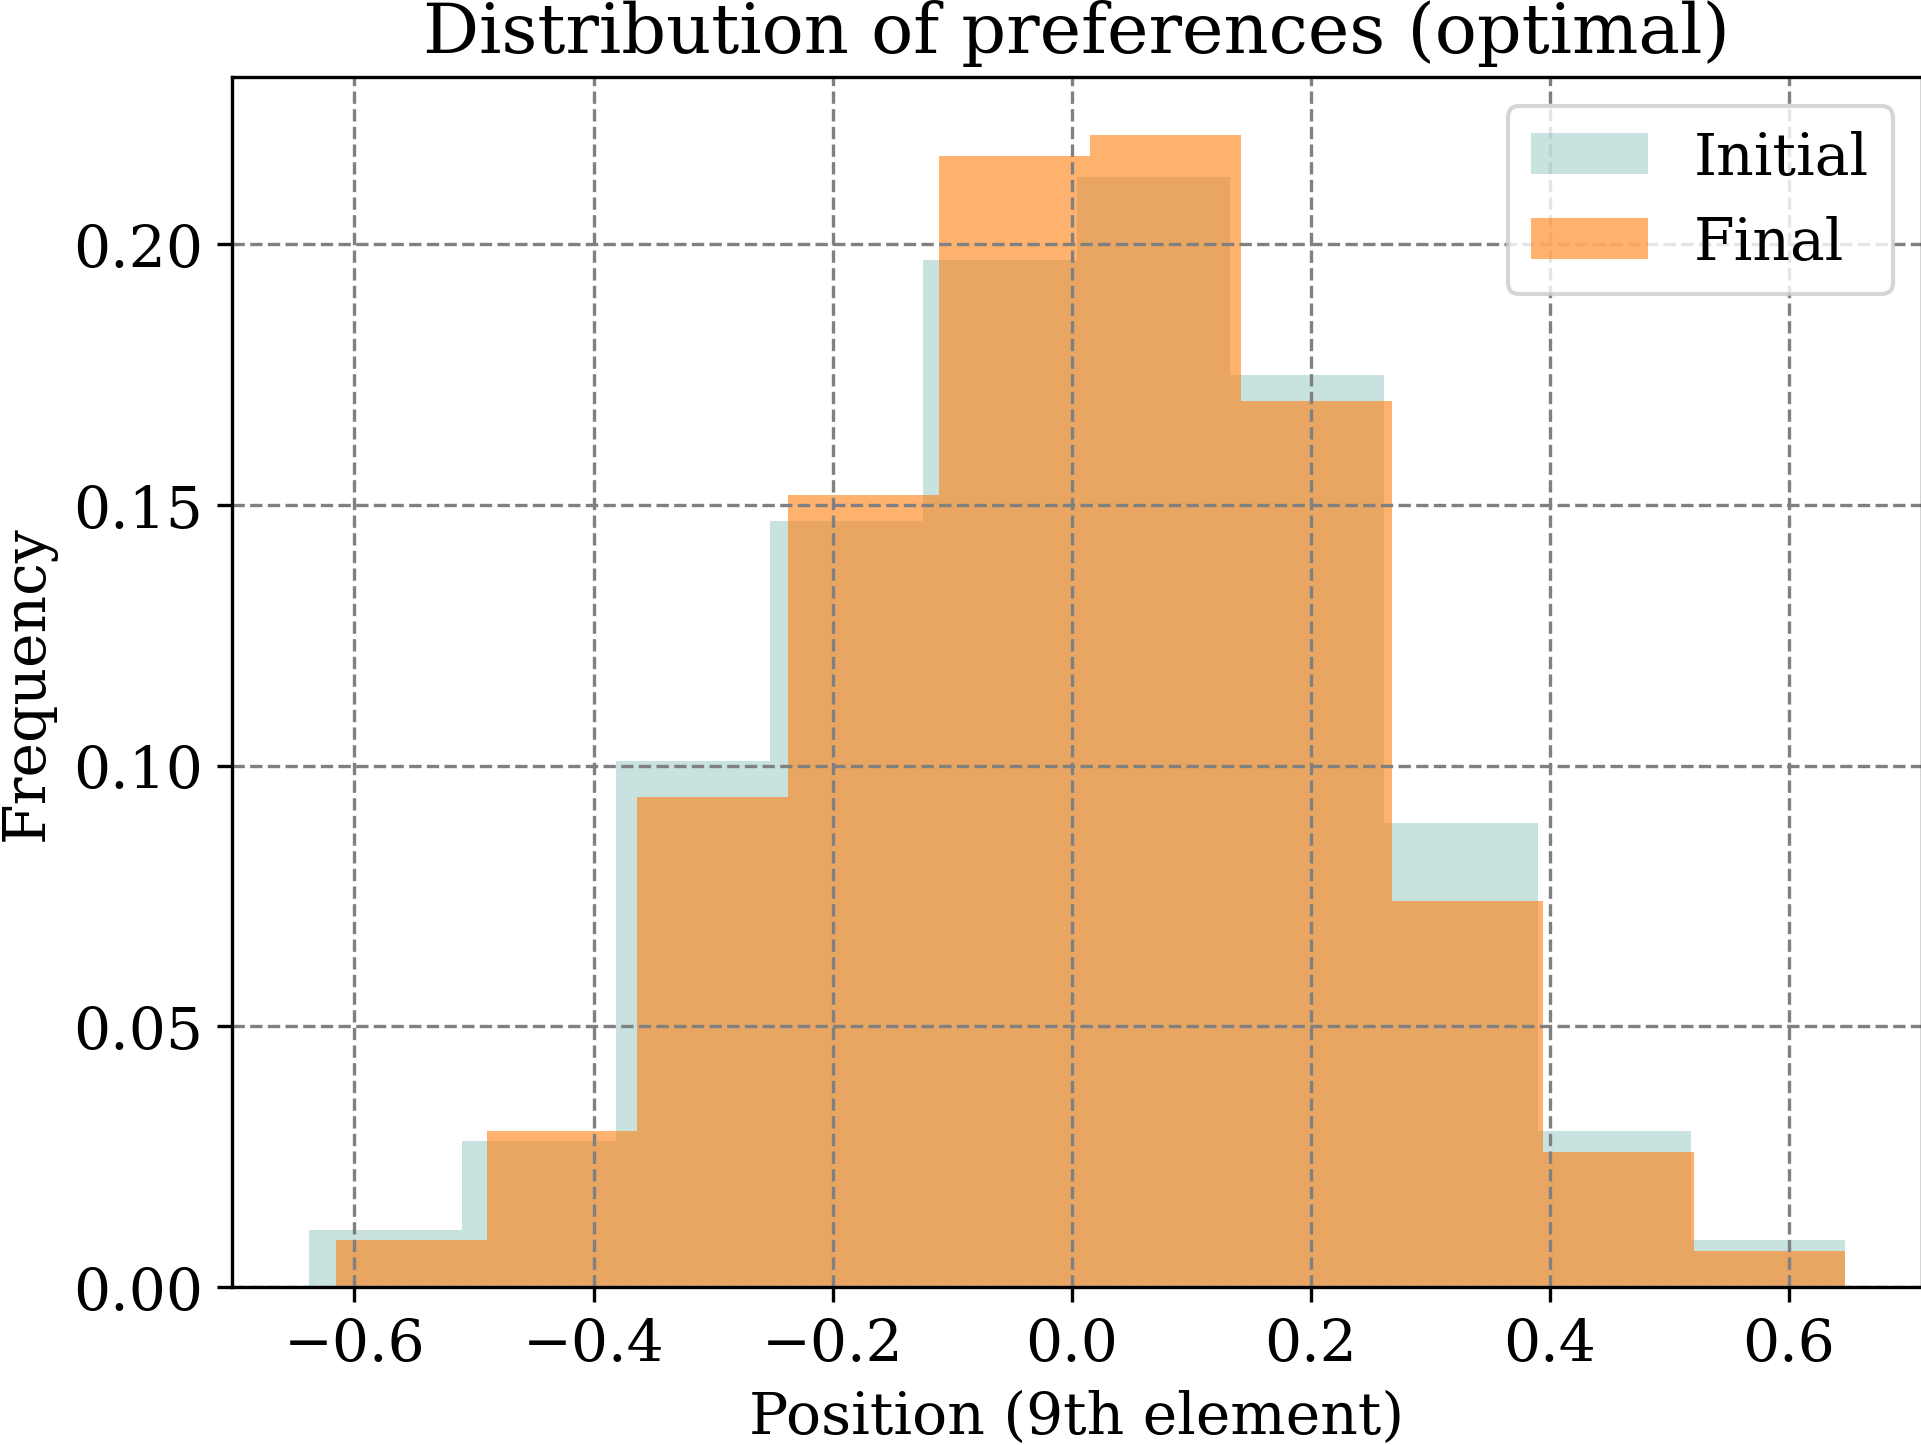 Distribution of preferences (optimal)
Initial
Final
Frequency
0.20
0.15
0.10
0.05
0.00
−0.6 −0.4 −0.2 0.0 0.2 0.4 0.6
Position (9th element)